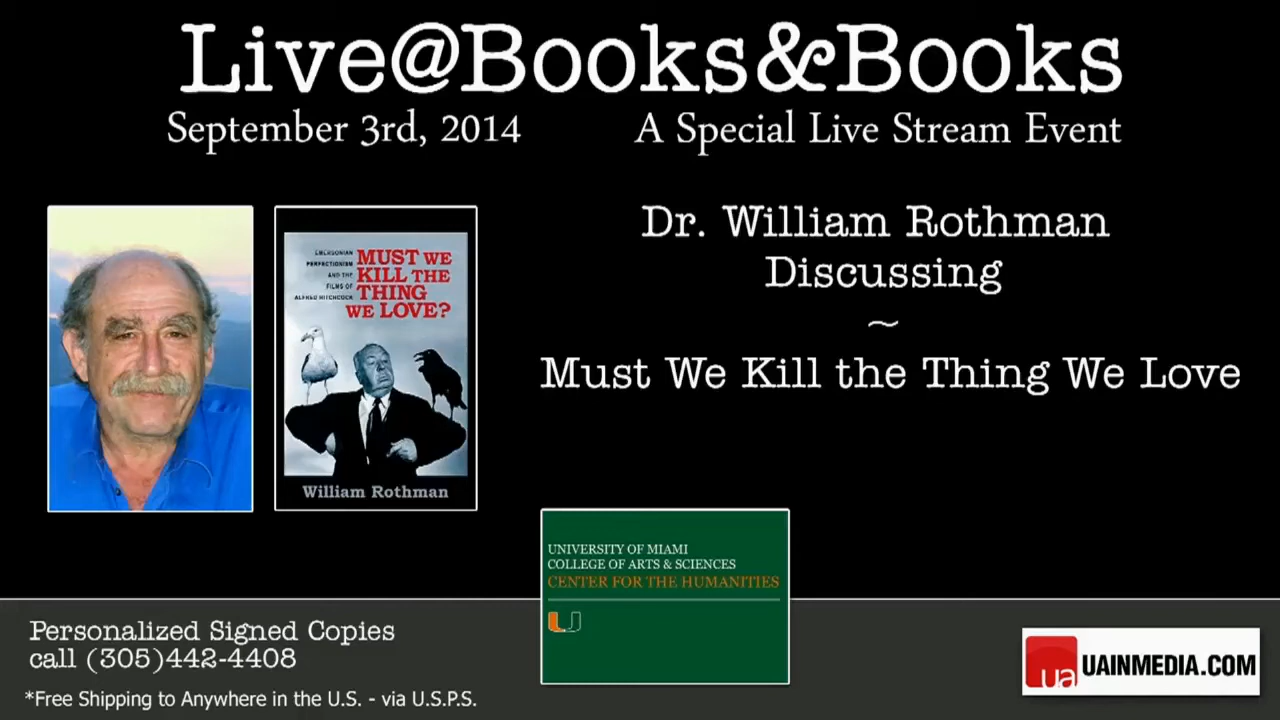 Live@Books&Books
September 3rd, 2014
A Special Live Stream Event
Dr. William Rothman
Discussing
~
Must We Kill the Thing We Love
EMERSONIAN
PERFECTIONISM
AND THE
FILMS OF
ALFRED HITCHCOCK
MUST WE
KILL THE
THING
WE LOVE?
William Rothman
UNIVERSITY OF MIAMI
COLLEGE OF ARTS & SCIENCES
CENTER FOR THE HUMANITIES
U
Personalized Signed Copies
call (305)442-4408
*Free Shipping to Anywhere in the U.S. - via U.S.P.S.
ua UAINMEDIA.COM